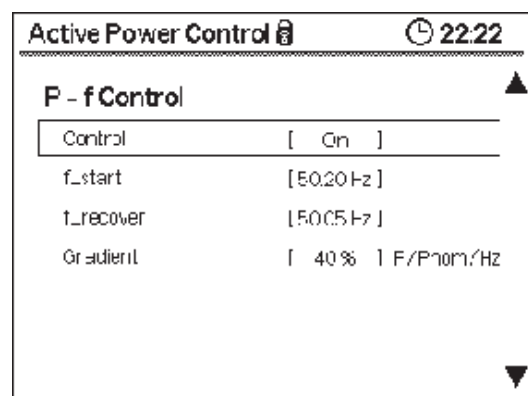 Active Power Control 22:22
P - f Control
Control [ On ]
f_start [50.20 Hz ]
f_recover [50.05 Hz ]
Gradient [ 40 % ] P/Pnom/Hz